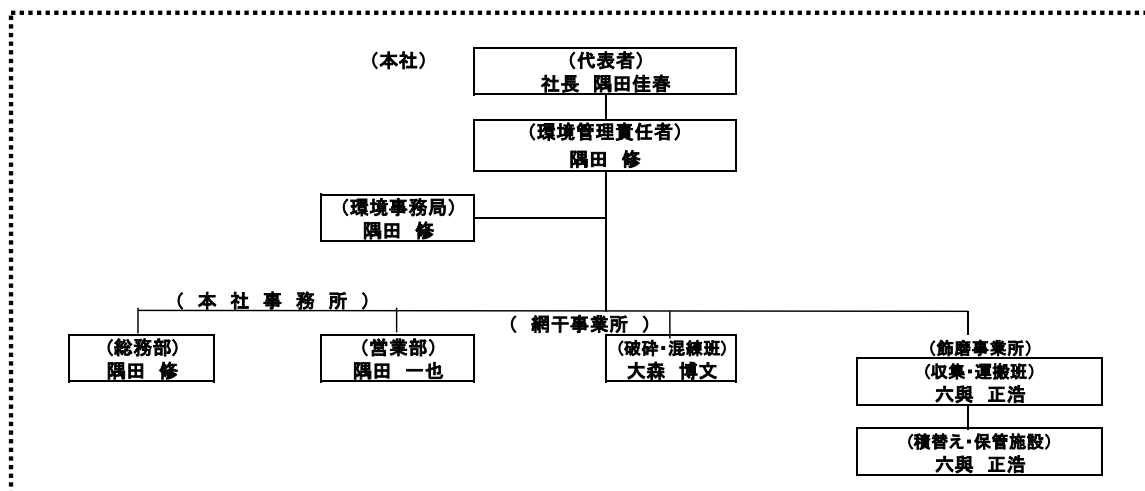 （本社）
（代表者）
社長　隅田佳春
（環境管理責任者）
隅田　修
（環境事務局）
隅田　修
（ 本 社 事 務 所 ）
（ 網干事業所 ）
（総務部）
隅田　修
（営業部）
隅田　一也
（破砕・混練班）
大森　博文
（飾磨事業所）
（収集・運搬班）
六與　正浩
（積替え・保管施設）
六與　正浩